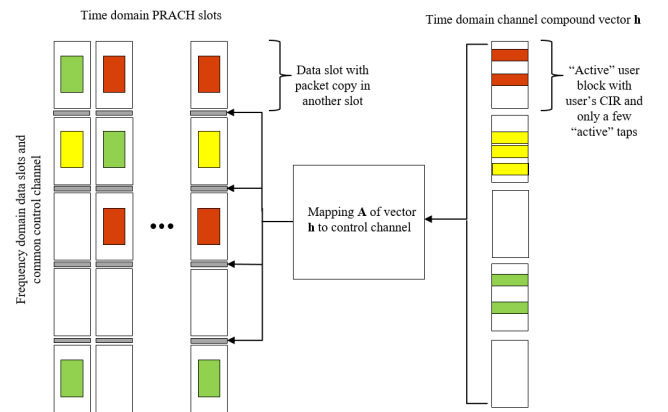 Time domain PRACH slots
Time domain channel compound vector h
Data slot with
packet copy in
another slot
“Active” user
block with
user’s CIR and
only a few
“active” taps
Frequency domain data slots and
common control channel
Mapping A of vector
h to control channel